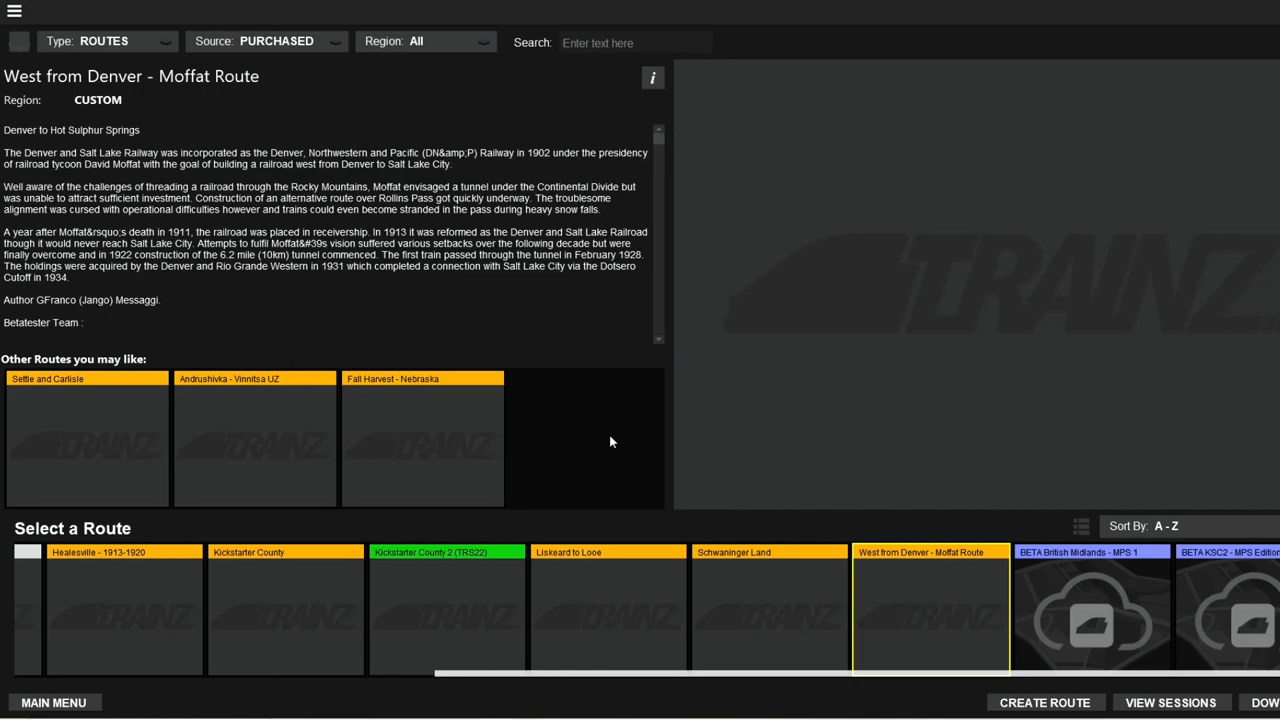 Type: ROUTES
Source: PURCHASED
Region: All
Search: Enter text here
West from Denver - Moffat Route
i
Region: CUSTOM
Denver to Hot Sulphur Springs
The Denver and Salt Lake Railway was incorporated as the Denver, Northwestern and Pacific (DN&amp;P) Railway in 1902 under the presidency
of railroad tycoon David Moffat with the goal of building a railroad west from Denver to Salt Lake City.
Well aware of the challenges of threading a railroad through the Rocky Mountains, Moffat envisaged a tunnel under the Continental Divide but
was unable to attract sufficient investment. Construction of an alternative route over Rollins Pass got quickly underway. The troublesome
alignment was cursed with operational difficulties however and trains could even become stranded in the pass during heavy snow falls.
A year after Moffat&rsquo;s death in 1911, the railroad was placed in receivership. In 1913 it was reformed as the Denver and Salt Lake Railroad
though it would never reach Salt Lake City. Attempts to fulfil Moffat&#39s vision suffered various setbacks over the following decade but were
finally overcome and in 1922 construction of the 6.2 mile (10km) tunnel commenced. The first train passed through the tunnel in February 1928.
The holdings were acquired by the Denver and Rio Grande Western in 1931 which completed a connection with Salt Lake City via the Dotsero
Cutoff in 1934.
Author GFranco (Jango) Messaggi.
Betatester Team :
TRAINZ
Other Routes you may like:
Settle and Carlisle
Andrushivka - Vinnitsa UZ
Fall Harvest - Nebraska
TRAINZ
TRAINZ
TRAINZ
Select a Route
Sort By: A - Z
Healesville - 1913-1920
Kickstarter County
Kickstarter County 2 (TRS22)
Liskeard to Looe
Schwaninger Land
West from Denver - Moffat Route
BETA British Midlands - MPS 1
BETA KSC2 - MPS Edition
TRAINZ
TRAINZ
TRAINZ
TRAINZ
TRAINZ
TRAINZ
MAIN MENU
CREATE ROUTE
VIEW SESSIONS
DOW